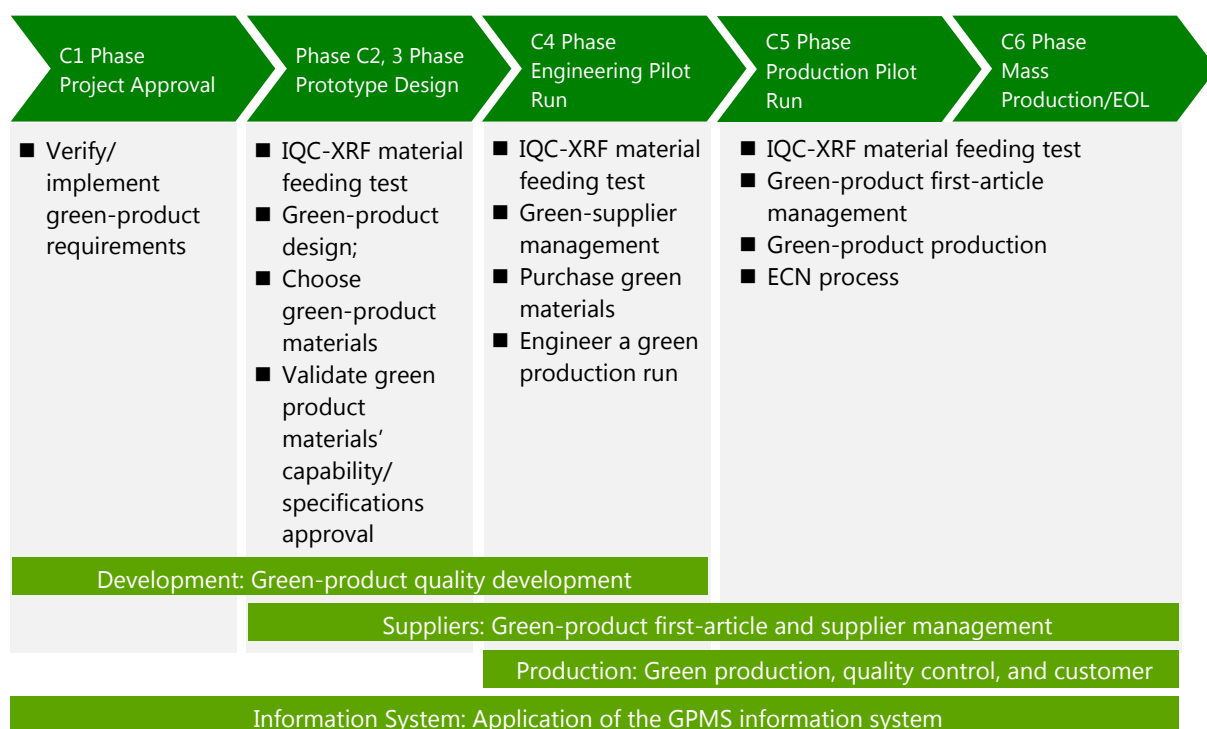 C1 Phase
Project Approval
Phase C2, 3 Phase
Prototype Design
C4 Phase
Engineering Pilot
Run
C5 Phase
Production Pilot
Run
C6 Phase
Mass
Production/EOL
■ Verify/
implement
green-product
requirements
■ IQC-XRF material
feeding test
■ Green-product
design;
■ Choose
green-product
materials
■ Validate green
product
materials’
capability/
specifications
approval
■ IQC-XRF material
feeding test
■ Green-supplier
management
■ Purchase green
materials
■ Engineer a green
production run
■ IQC-XRF material feeding test
■ Green-product first-article
management
■ Green-product production
■ ECN process
Development: Green-product quality development
Suppliers: Green-product first-article and supplier management
Production: Green production, quality control, and customer
Information System: Application of the GPMS information system